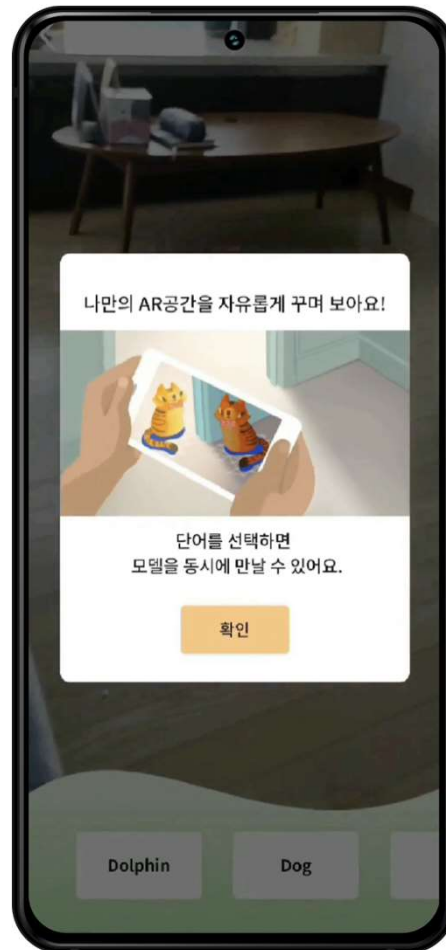 나만의 AR공간을 자유롭게 꾸며 보아요!
단어를 선택하면
모델을 동시에 만날 수 있어요.
확인
Dolphin
Dog